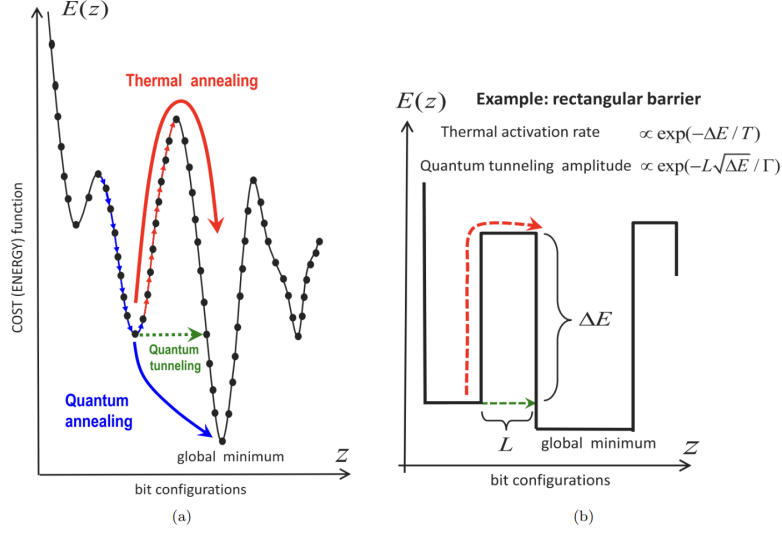 E(z)
Thermal annealing
COST (ENERGY) function
Quantum
tunneling
Quantum
annealing
global minimum
z
bit configurations
(a)
E(z)
Example: rectangular barrier
Thermal activation rate ∝ exp(−ΔE / T)
Quantum tunneling amplitude ∝ exp(−L√ΔE / Γ)
ΔE
L
global minimum
z
bit configurations
(b)